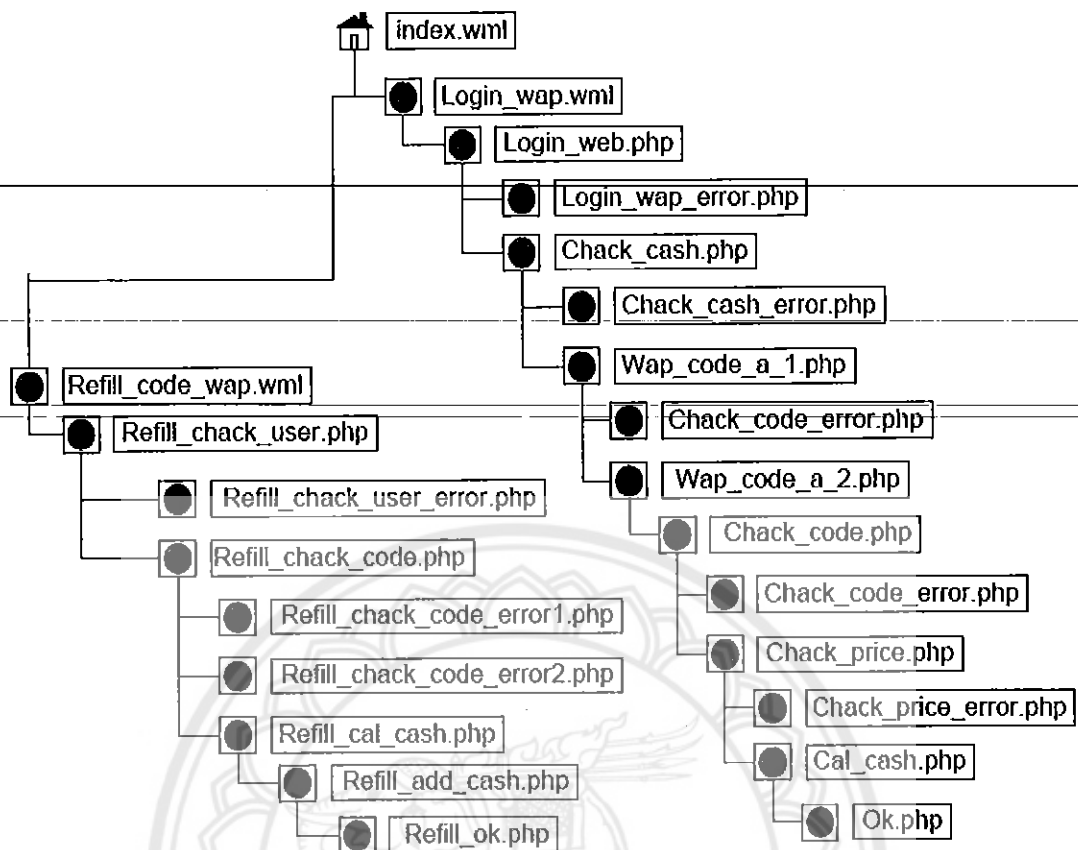 index.wml
Login_wap.wml
Login_web.php
Login_wap_error.php
Chack_cash.php
Chack_cash_error.php
Wap_code_a_1.php
Chack_code_error.php
Wap_code_a_2.php
Chack_code.php
Chack_code_error.php
Chack_price.php
Chack_price_error.php
Cal_cash.php
Ok.php
Refill_code_wap.wml
Refill_chack_user.php
Refill_chack_user_error.php
Refill_chack_code.php
Refill_chack_code_error1.php
Refill_chack_code_error2.php
Refill_cal_cash.php
Refill_add_cash.php
Refill_ok.php